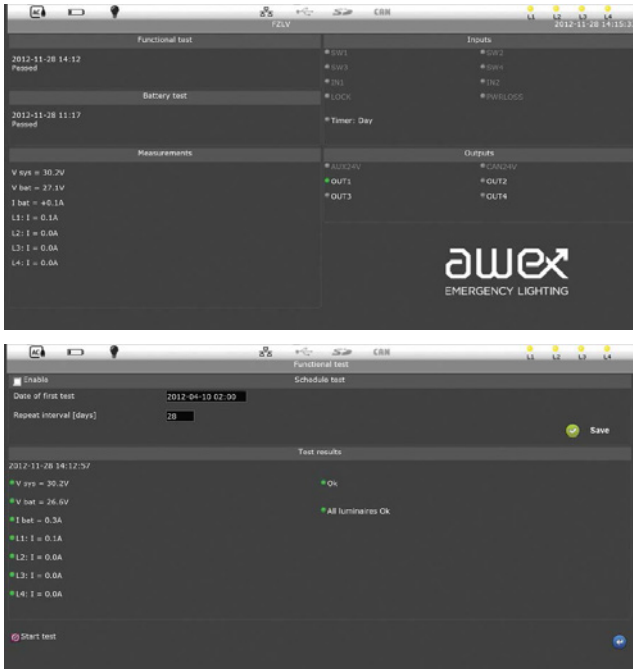 AC
CAN
L1 L2 L3 L4
FZLV
2012-11-28 14:15:3
Functional test
2012-11-28 14:12
Passed
Battery test
2012-11-28 11:17
Passed
Measurements
V sys = 30.2V
V bat = 27.1V
I bat = +0.1A
L1: I = 0.1A
L2: I = 0.0A
L3: I = 0.0A
L4: I = 0.0A
Inputs
SW1 SW2
SW3 SW4
IN1 IN2
LOCK PWRLOSS
Timer: Day
Outputs
AUX24V CAN24V
OUT1 OUT2
OUT3 OUT4
awex
EMERGENCY LIGHTING
AC
CAN
L1 L2 L3 L4
Functional test
Enable Schedule test
Date of first test 2012-04-10 02:00
Repeat interval [days] 28
Save
Test results
2012-11-28 14:12:57
V sys = 30.2V Ok
V bat = 26.6V
All luminaires Ok
I bat = 0.3A
L1: I = 0.1A
L2: I = 0.0A
L3: I = 0.0A
L4: I = 0.0A
Start test